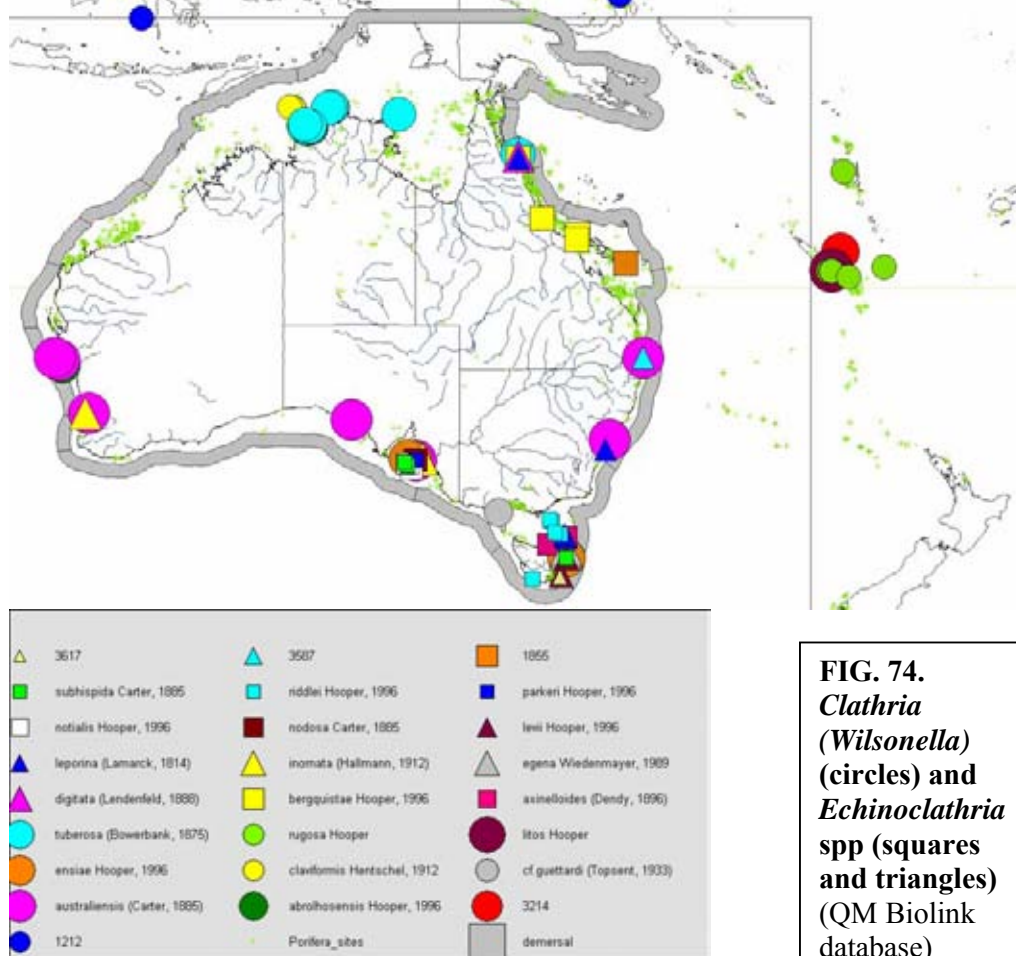 3617 3587 1855
subhispida Carter, 1885 riddlei Hooper, 1996 parkeri Hooper, 1996
notialis Hooper, 1996 nodosa Carter, 1885 lewii Hooper, 1996
leporina (Lamarck, 1814) inornata (Hallmann, 1912) egena Wiedenmayer, 1989
digitata (Lendenfeld, 1888) bergquistae Hooper, 1996 axinelloides (Dendy, 1896)
tuberosa (Bowerbank, 1875) rugosa Hooper litos Hooper
ensiae Hooper, 1996 claviformis Hentschel, 1912 cf guettardi (Topsent, 1933)
australiensis (Carter, 1885) abrolhosensis Hooper, 1996 3214
1212 Porifera_sites demersal
FIG. 74.
Clathria
(Wilsonella)
(circles) and
Echinoclathria
spp (squares
and triangles)
(QM Biolink
database)